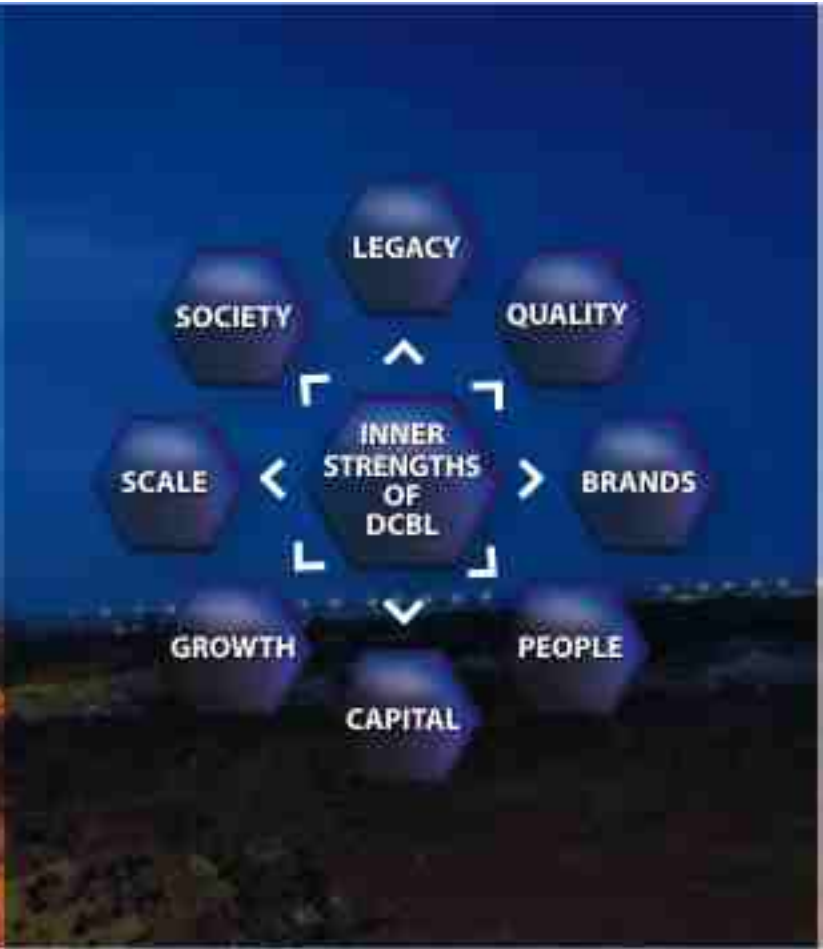 LEGACY
SOCIETY
QUALITY
INNER
STRENGTHS
OF
DCBL
SCALE
BRANDS
GROWTH
PEOPLE
CAPITAL